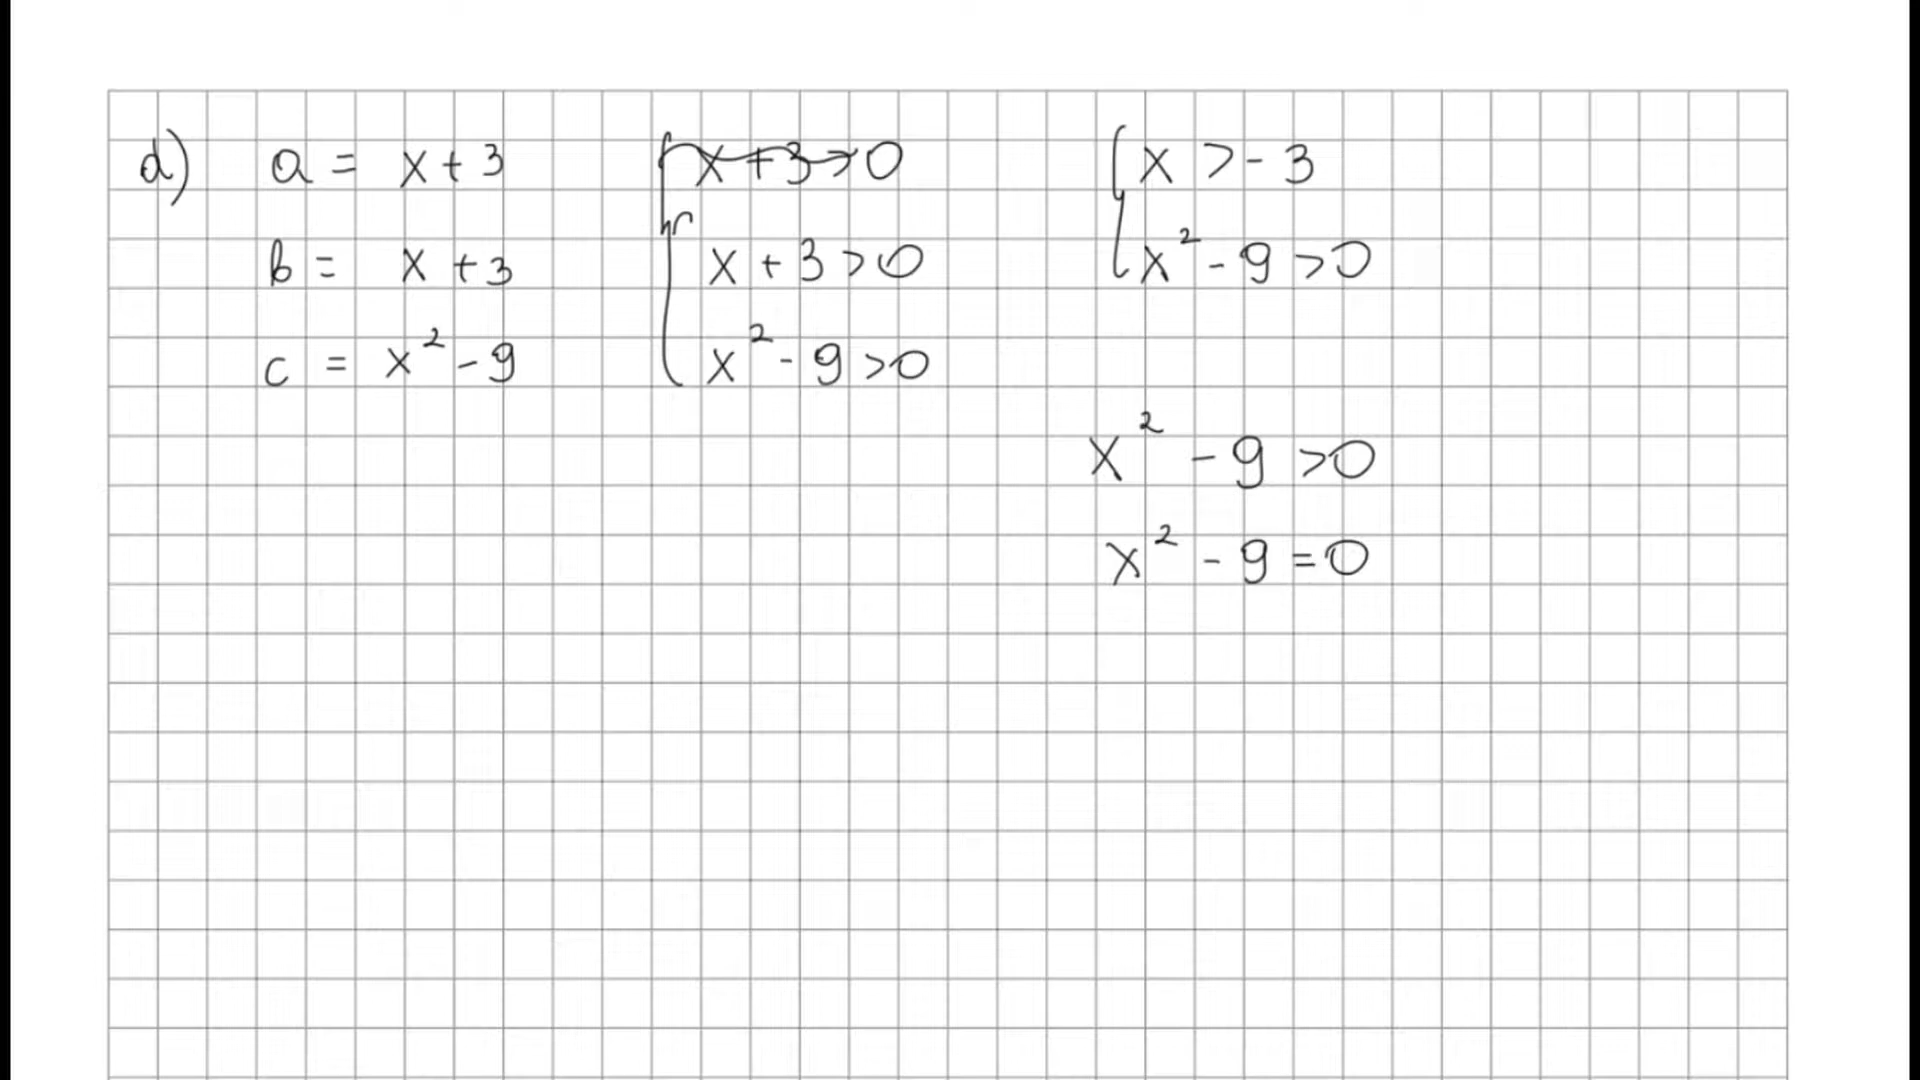 d) a = x + 3
b = x + 3
c = x² - 9
x + 3 > 0
x + 3 > 0
x² - 9 > 0
x > - 3
x² - 9 > 0
x² - 9 > 0
x² - 9 = 0